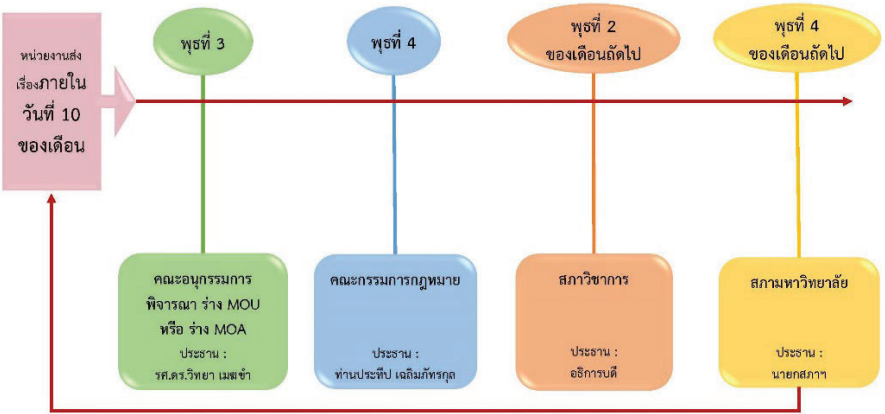 หน่วยงานส่ง
เรื่องภายใน
วันที่ 10
ของเดือน
พุธที่ 3
พุธที่ 4
พุธที่ 2
ของเดือนถัดไป
พุธที่ 4
ของเดือนถัดไป
คณะอนุกรรมการ
พิจารณา ร่าง MOU
หรือ ร่าง MOA
ประธาน :
รศ.ดร.วิทยา เมฆขำ
คณะกรรมการกฎหมาย
ประธาน :
ท่านประทีป เฉลิมภัทรกุล
สภาวิชาการ
ประธาน :
อธิการบดี
สภามหาวิทยาลัย
ประธาน :
นายกสภาฯ